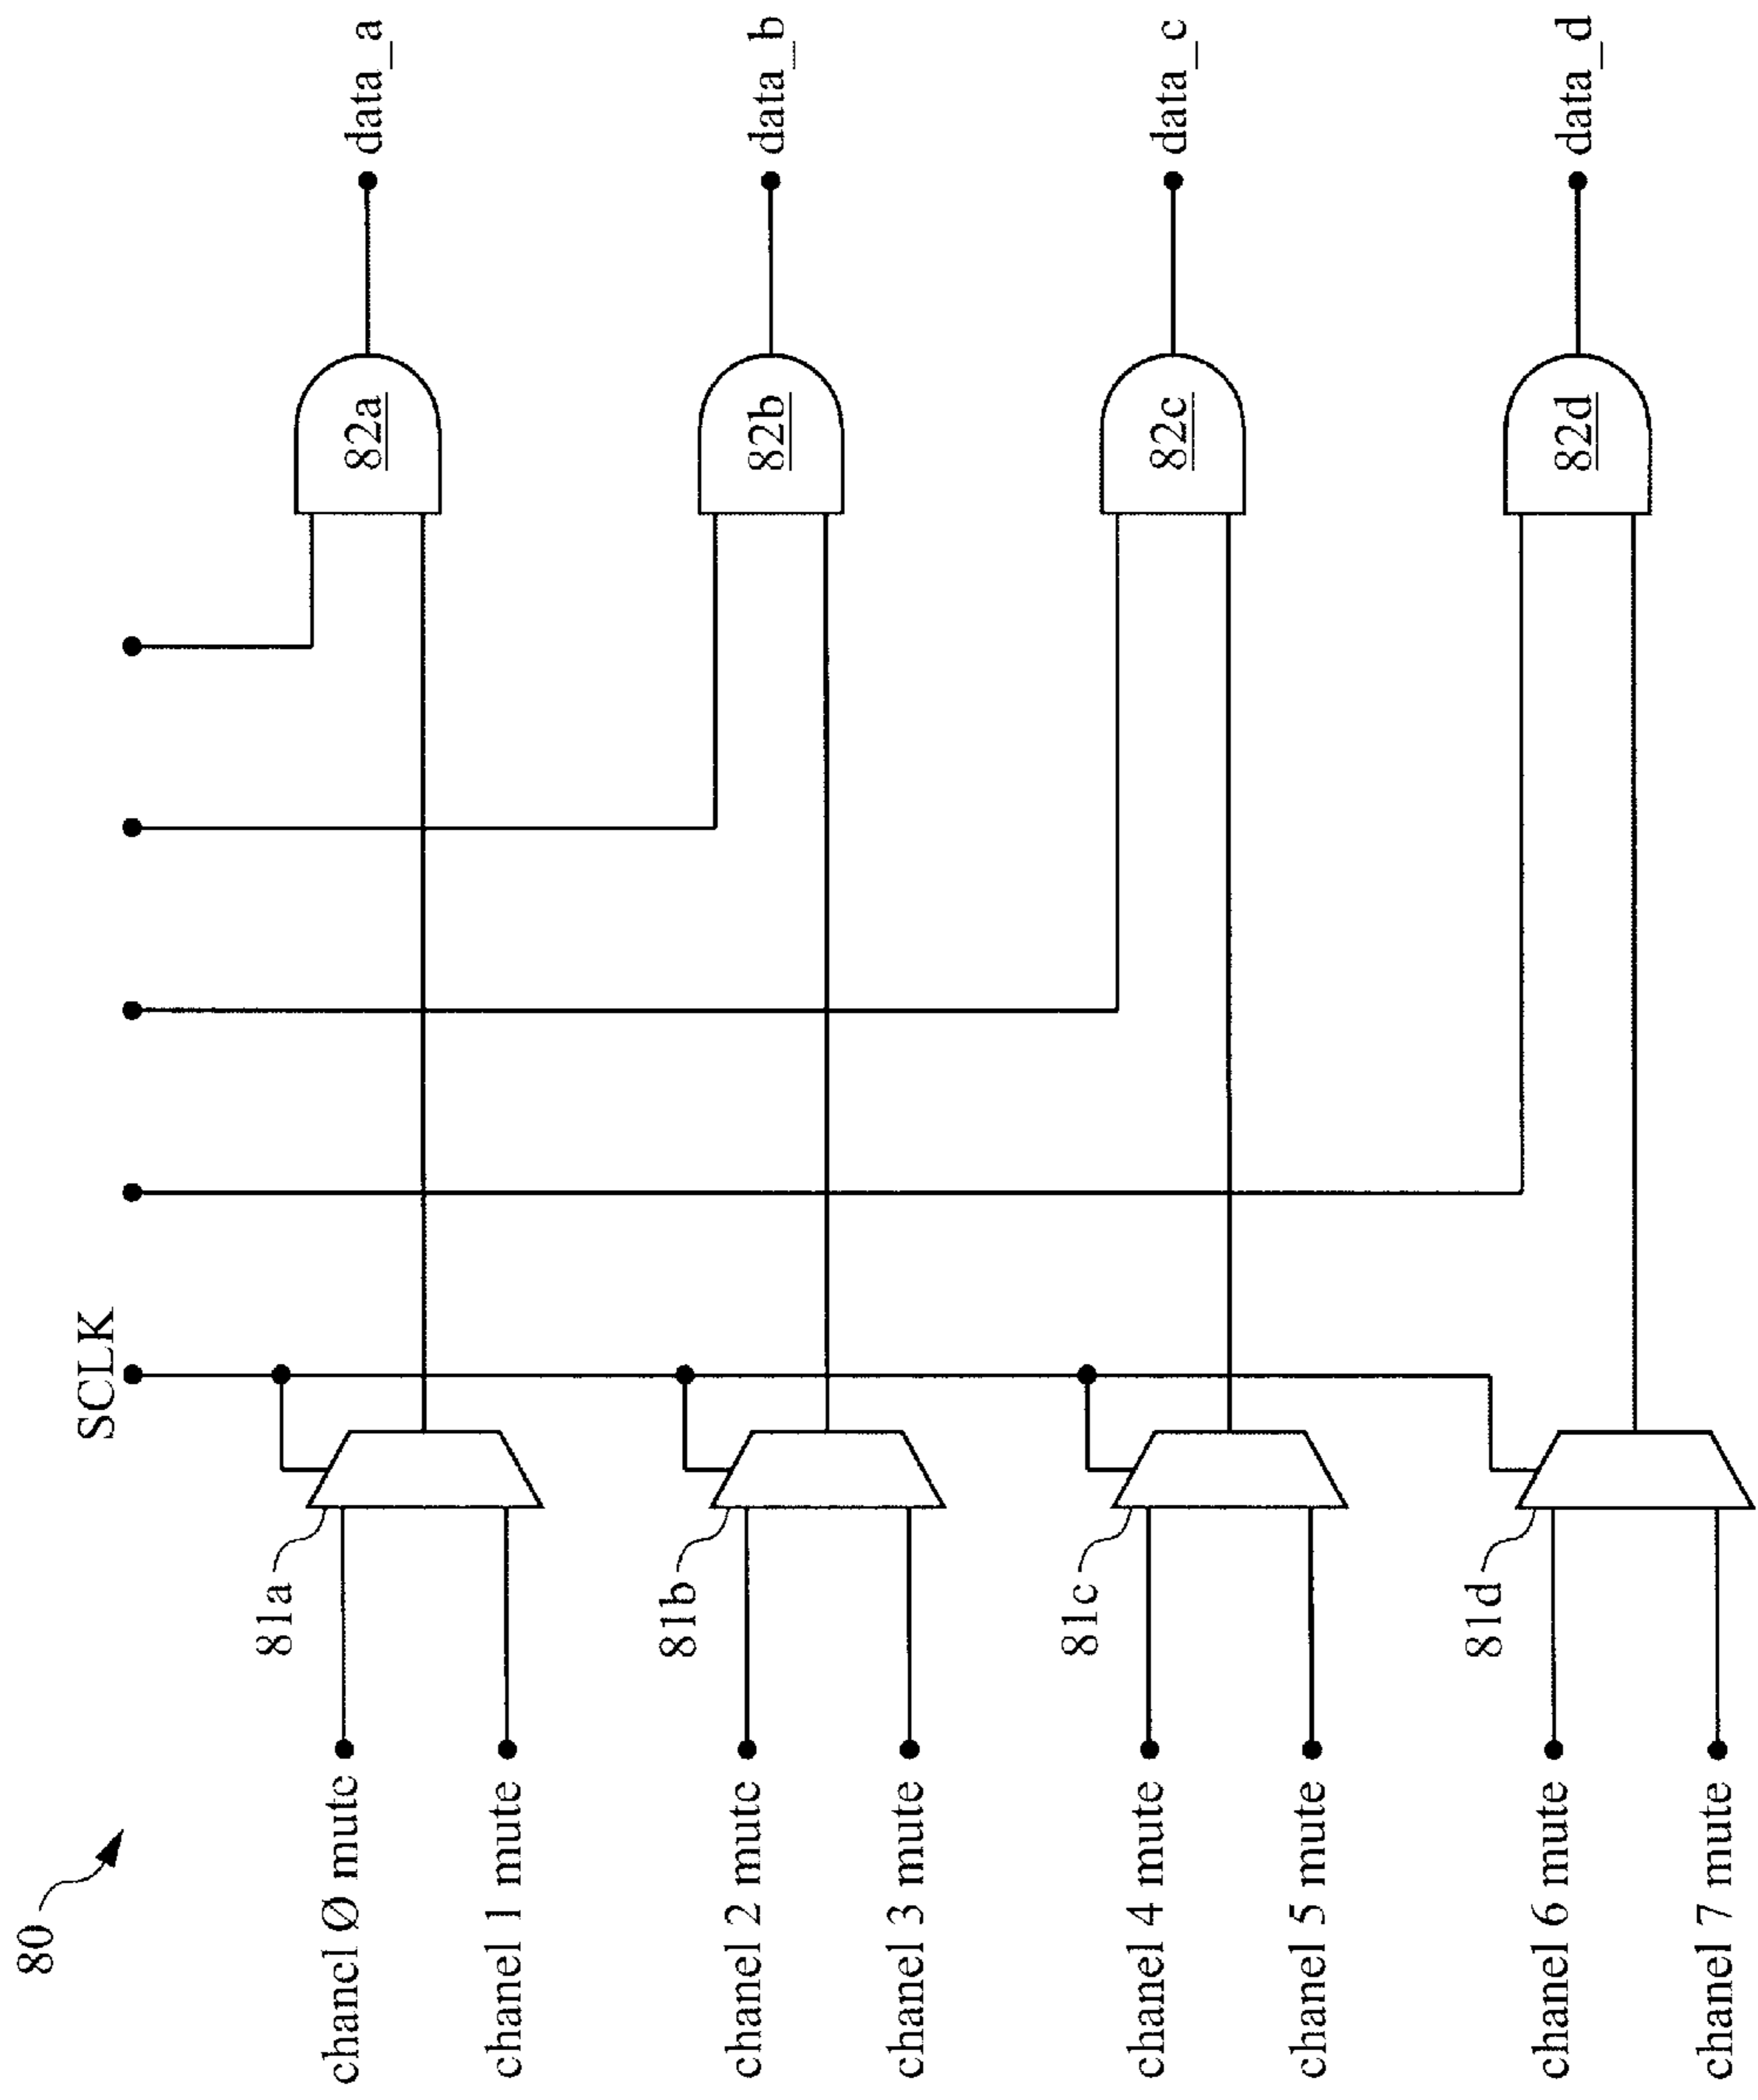 80
SCLK
81a
chanel Ø mute
chanel 1 mute
82a
data_a
81b
chanel 2 mute
chanel 3 mute
82b
data_b
81c
chanel 4 mute
chanel 5 mute
82c
data_c
81d
chanel 6 mute
chanel 7 mute
82d
data_d